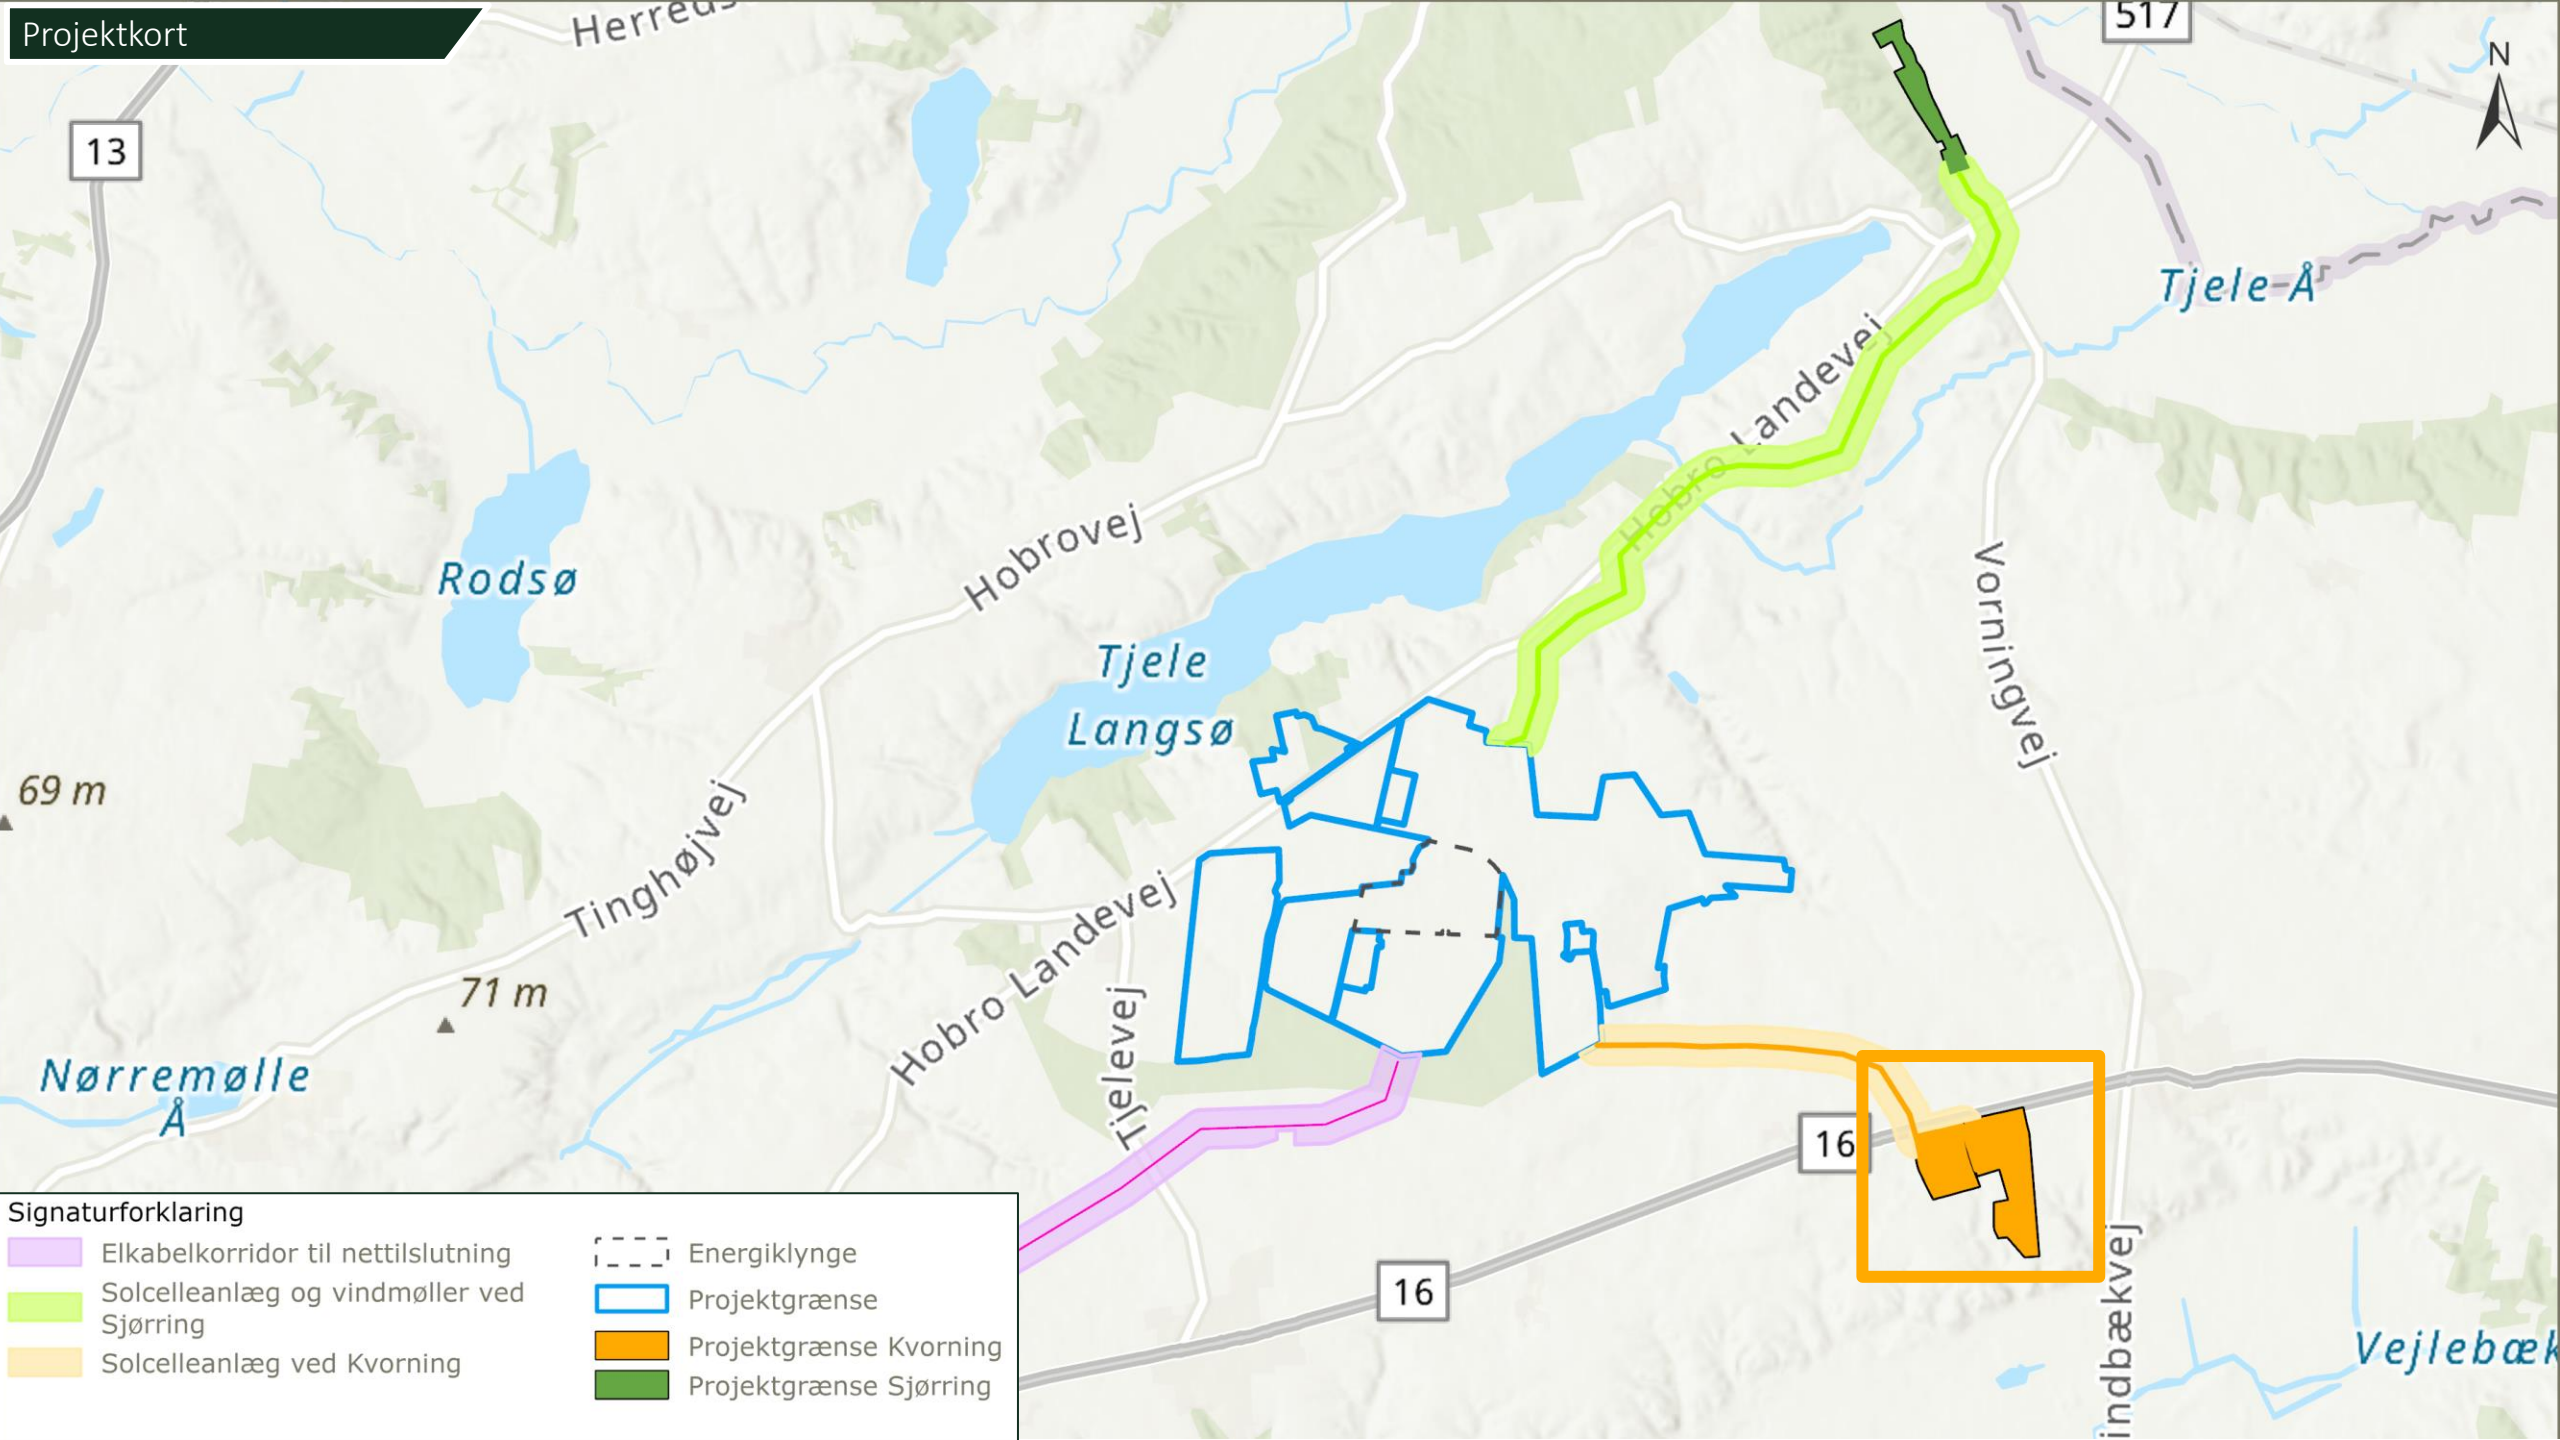 Projektkort
517
N
13
Tjele Å
Hobro Landevej
Hobro Landevej
Hobrovej
Vorningvej
Rodsø
Tjele
Langsø
69 m
Tinghøjvej
71 m
Hobro Landevej
Tjelevej
Nørremølle
Å
16
16
Vejlebæk
Signaturforklaring
Elkabelkorridor til nettilslutning
Solcelleanlæg og vindmøller ved
Sjørring
Solcelleanlæg ved Kvorning
Energiklynge
Projektgrænse
Projektgrænse Kvorning
Projektgrænse Sjørring